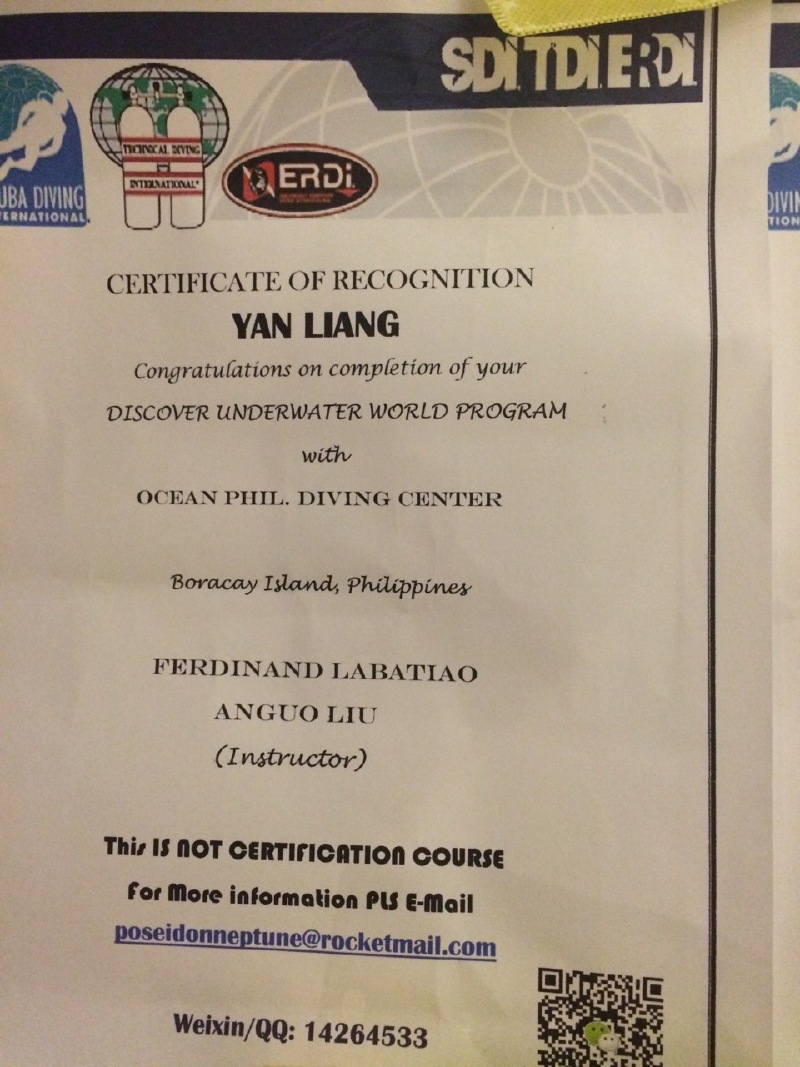 SDI TDI ERDI
UBA DIVING
ERNATIONAL
TECHNICAL DIVING
INTERNATIONAL
ERDi
DIVIN
TION
CERTIFICATE OF RECOGNITION
YAN LIANG
Congratulations on completion of your
DISCOVER UNDERWATER WORLD PROGRAM
with
OCEAN PHIL. DIVING CENTER
Boracay Island, Philippines
FERDINAND LABATIAO
ANGUO LIU
(Instructor)
This IS NOT CERTIFICATION COURSE
For More information PLS E-Mail
poseidonneptune@rocketmail.com
Weixin/QQ: 14264533